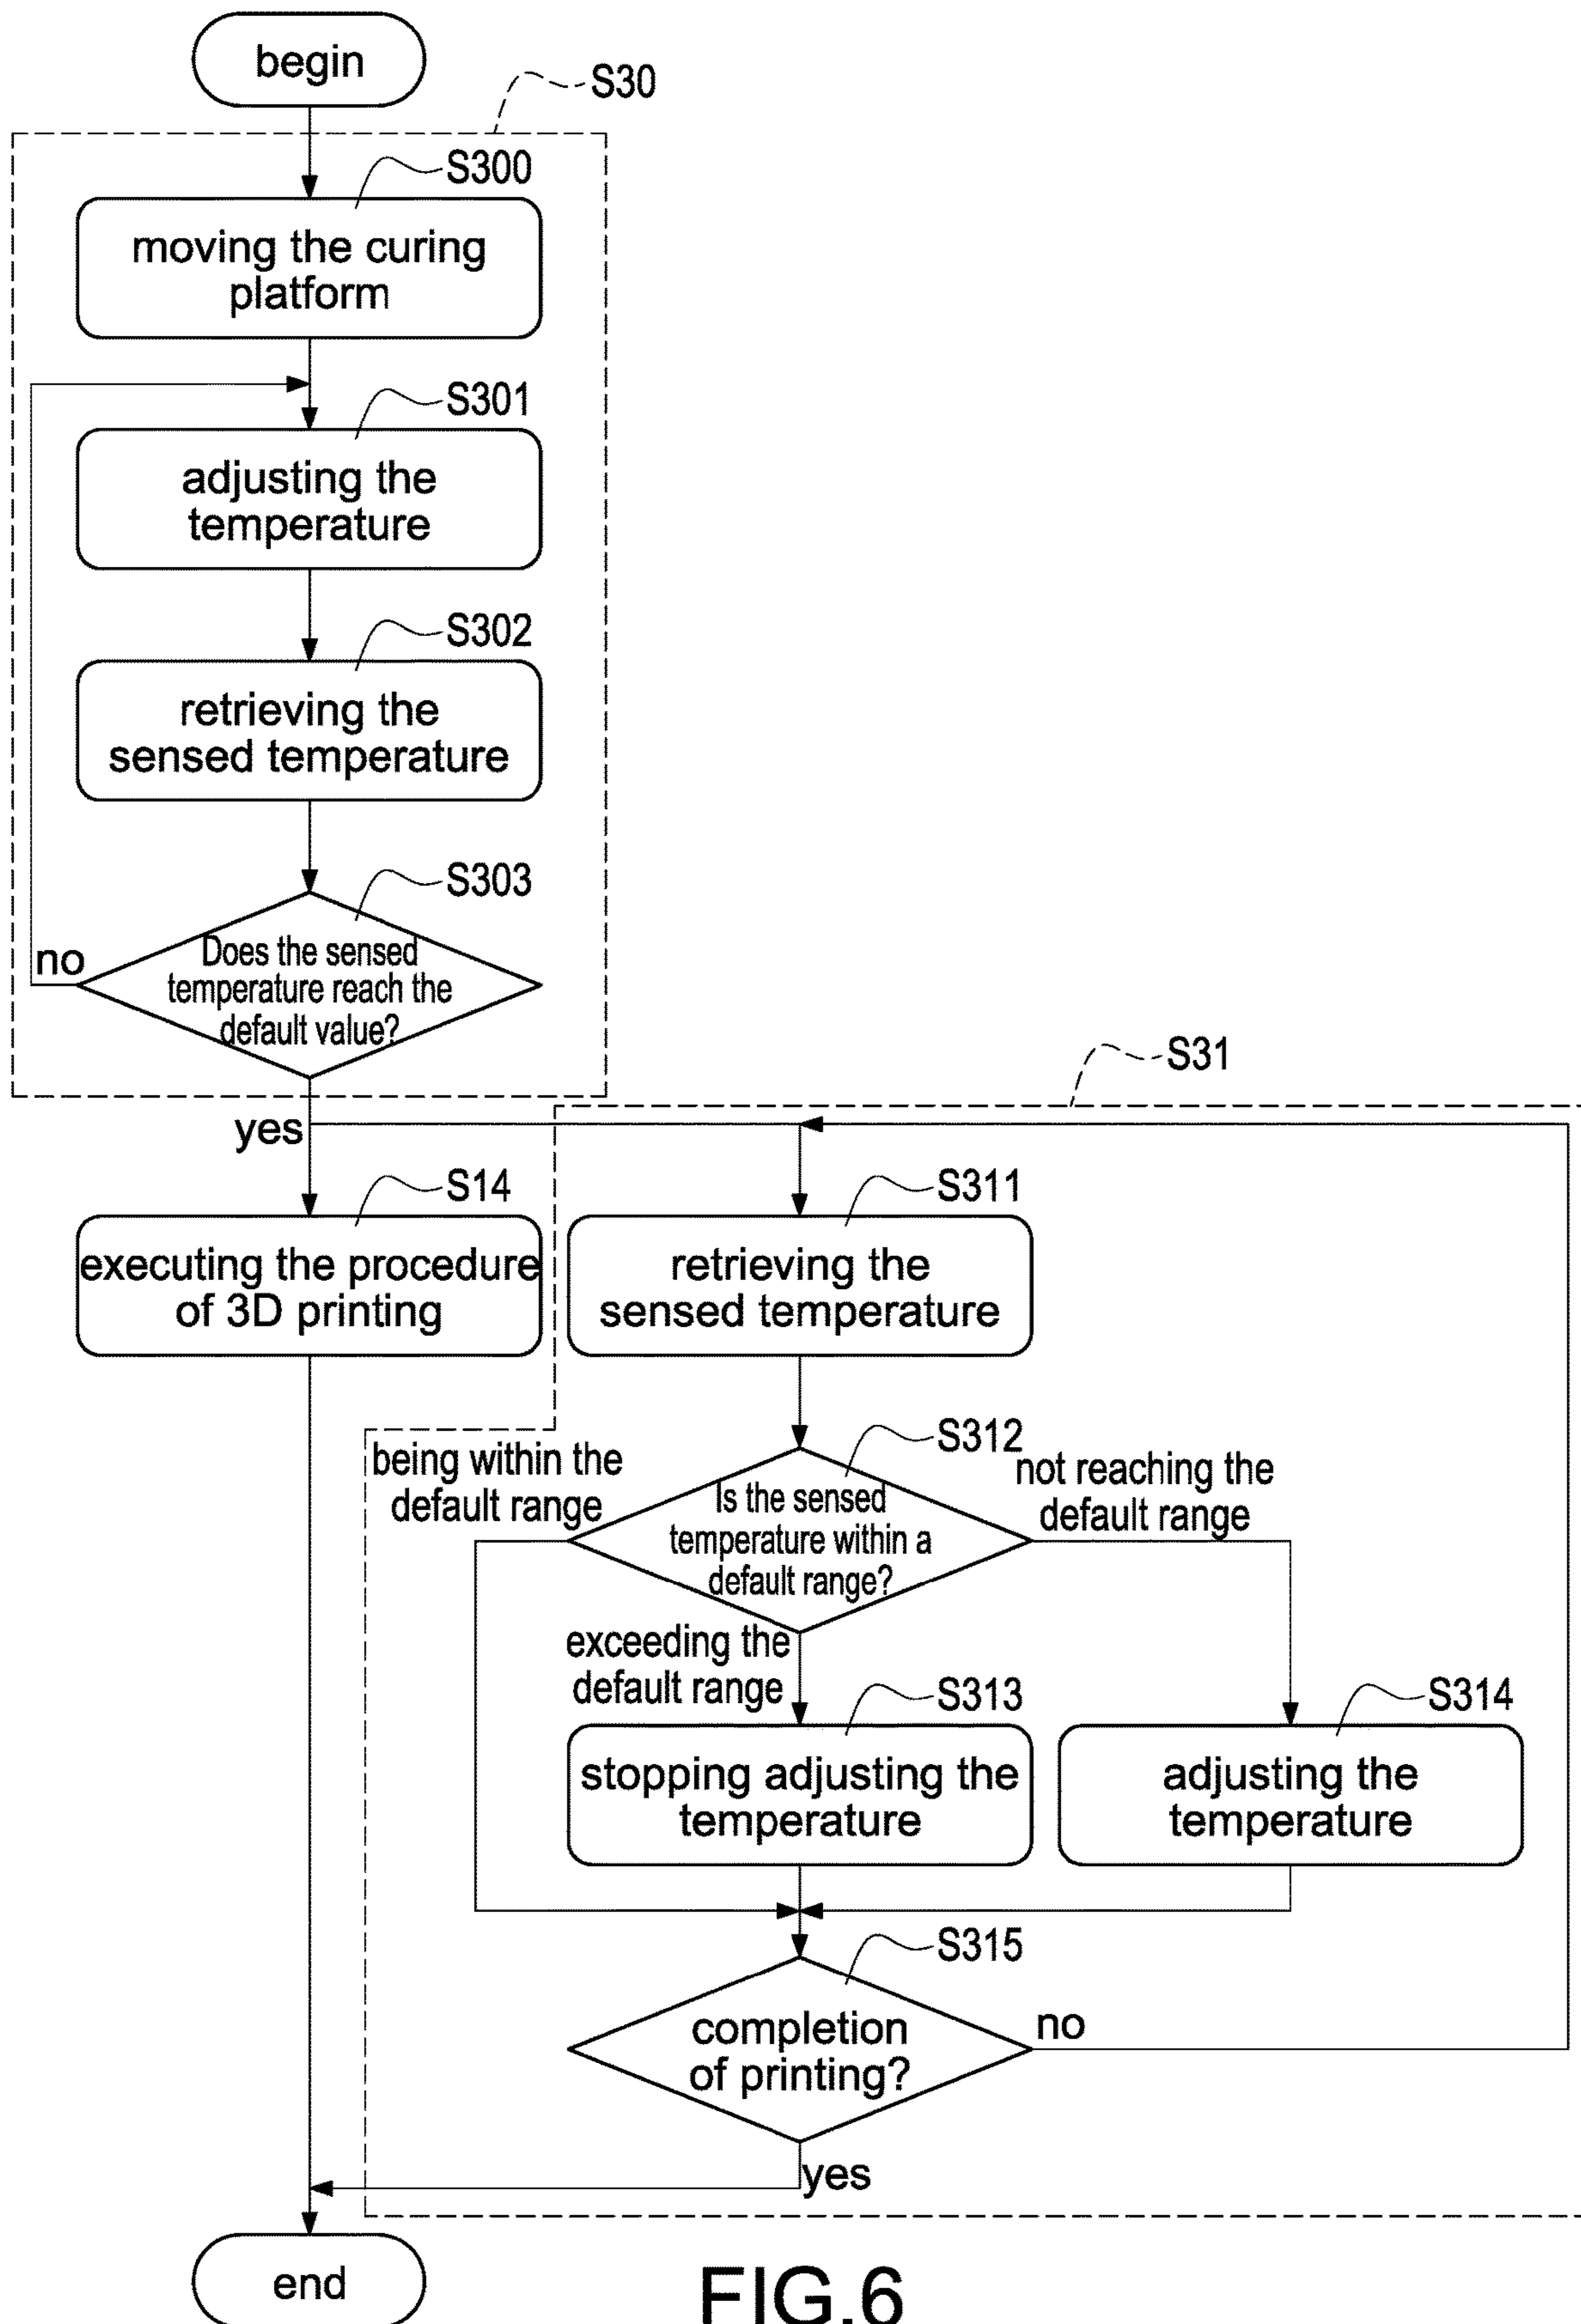 begin
S30
S300
moving the curing
platform
S301
adjusting the
temperature
S302
retrieving the
sensed temperature
S303
Does the sensed
temperature reach the
default value?
no
S31
yes
S14
executing the procedure
of 3D printing
S311
retrieving the
sensed temperature
S312
being within the
default range
Is the sensed
temperature within a
default range?
not reaching the
default range
exceeding the
default range
S313
stopping adjusting the
temperature
S314
adjusting the
temperature
S315
completion
of printing?
no
yes
end
FIG.6